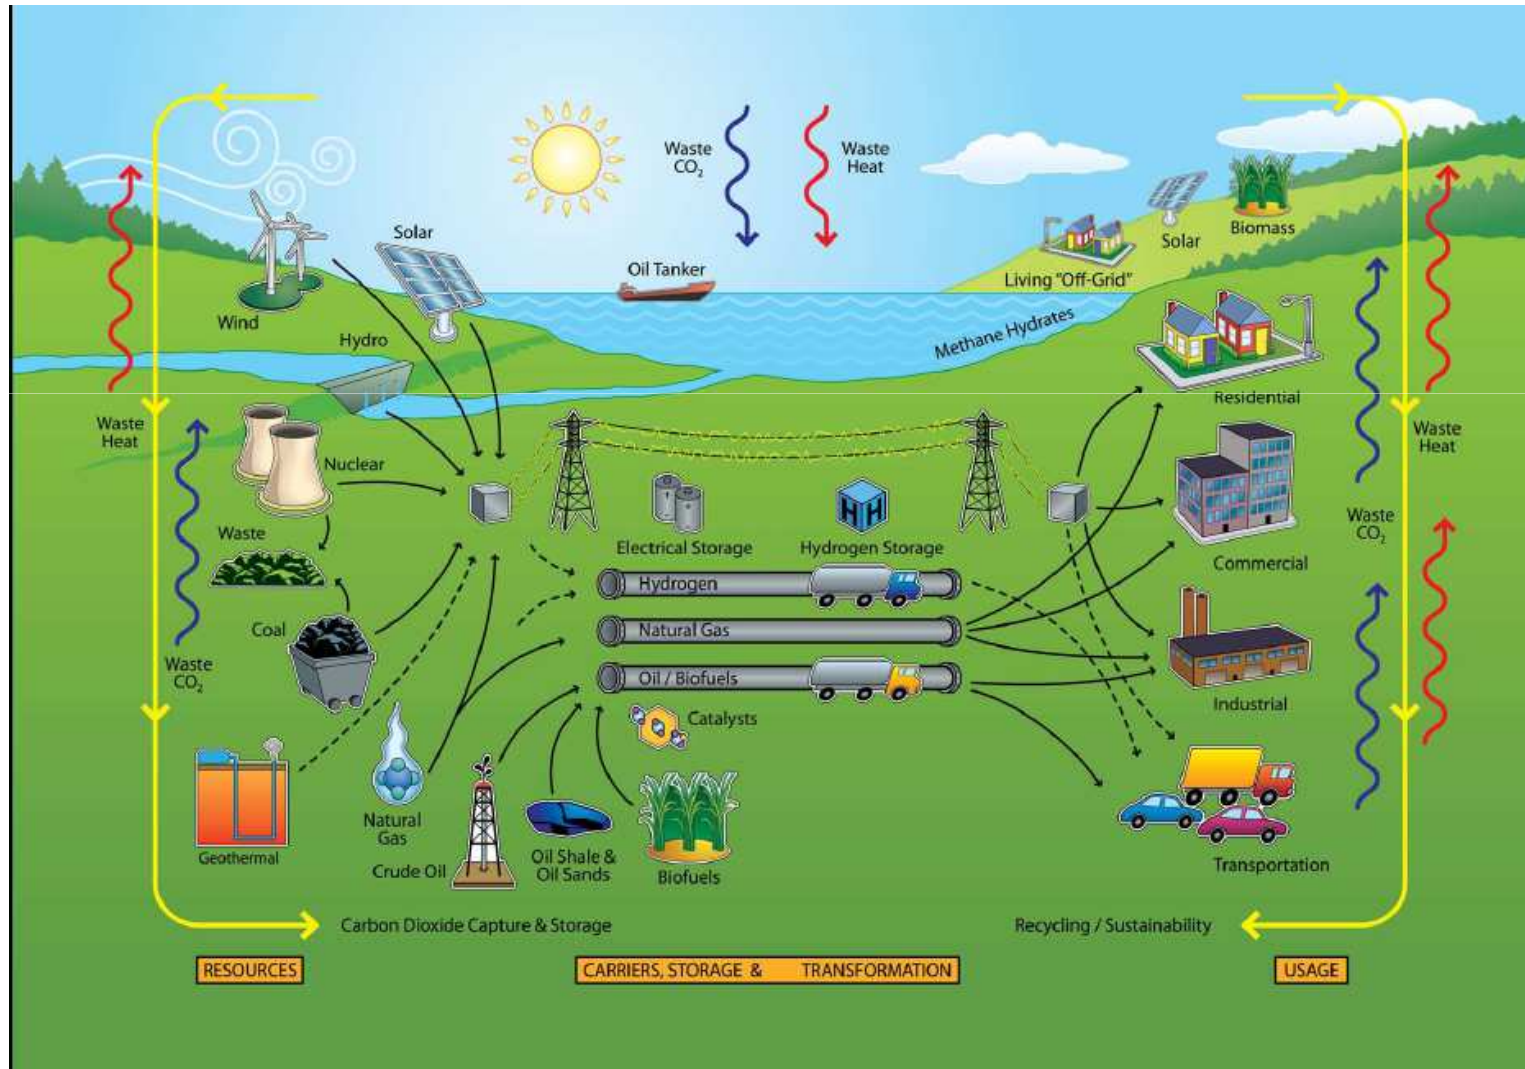 Waste
CO₂
Waste
Heat
Solar
Wind
Oil Tanker
Hydro
Living "Off-Grid"
Solar
Biomass
Methane Hydrates
Residential
Waste
Heat
Nuclear
Waste
Coal
Waste
CO₂
Electrical Storage
Hydrogen Storage
Hydrogen
HH
Natural Gas
Oil / Biofuels
Catalysts
Commercial
Waste
CO₂
Waste
Heat
Industrial
Transportation
Geothermal
Natural
Gas
Crude Oil
Oil Shale &
Oil Sands
Biofuels
Carbon Dioxide Capture & Storage
Recycling / Sustainability
RESOURCES
CARRIERS, STORAGE & TRANSFORMATION
USAGE